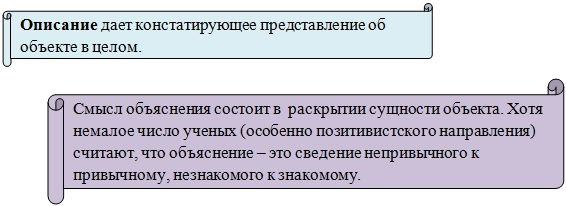 Описание дает констатирующее представление об
объекте в целом.
Смысл объяснения состоит в раскрытии сущности объекта. Хотя
немалое число ученых (особенно позитивистского направления)
считают, что объяснение – это сведение непривычного к
привычному, незнакомого к знакомому.